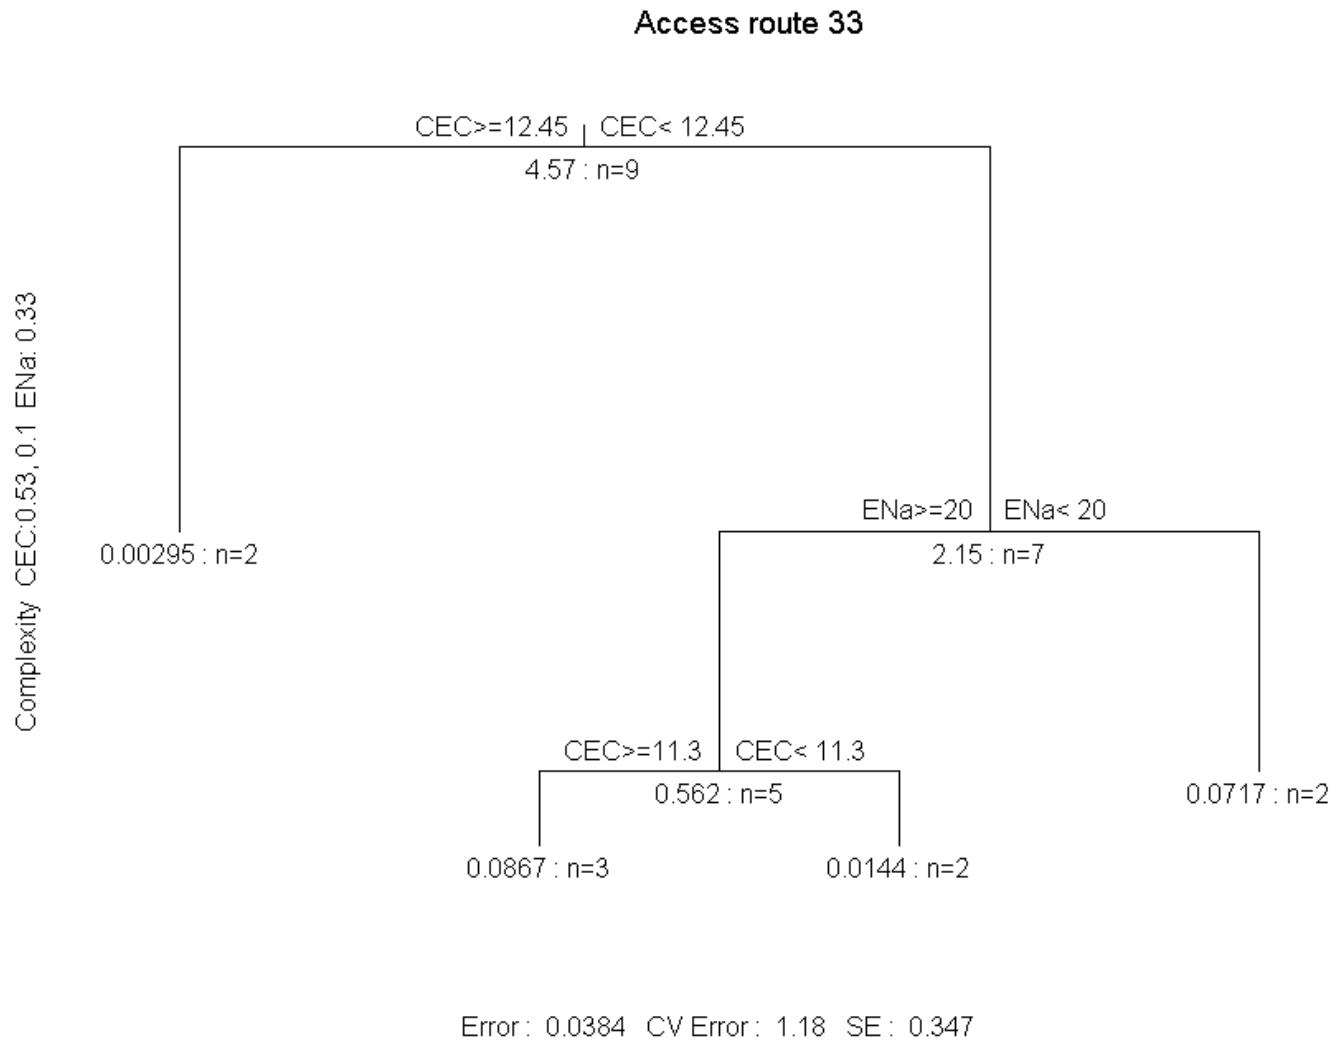 Access route 33
CEC>=12.45 CEC< 12.45
4.57 : n=9
Complexity CEC:0.53, 0.1 ENa: 0.33
ENa>=20 ENa< 20
0.00295 : n=2
2.15 : n=7
CEC>=11.3 CEC< 11.3
0.562 : n=5
0.0717 : n=2
0.0867 : n=3
0.0144 : n=2
Error : 0.0384 CV Error : 1.18 SE : 0.347